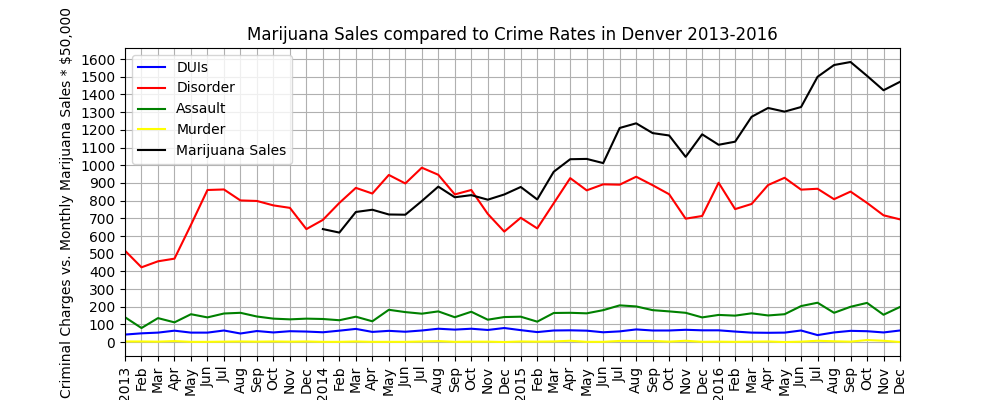 Marijuana Sales compared to Crime Rates in Denver 2013-2016
Criminal Charges vs. Monthly Marijuana Sales * $50,000
1600
1500
1400
1300
1200
1100
1000
900
800
700
600
500
400
300
200
100
0
DUIs
Disorder
Assault
Murder
Marijuana Sales
2013
Feb
Mar
Apr
May
Jun
Jul
Aug
Sep
Oct
Nov
Dec
2014
Feb
Mar
Apr
May
Jun
Jul
Aug
Sep
Oct
Nov
Dec
2015
Feb
Mar
Apr
May
Jun
Jul
Aug
Sep
Oct
Nov
Dec
2016
Feb
Mar
Apr
May
Jun
Jul
Aug
Sep
Oct
Nov
Dec